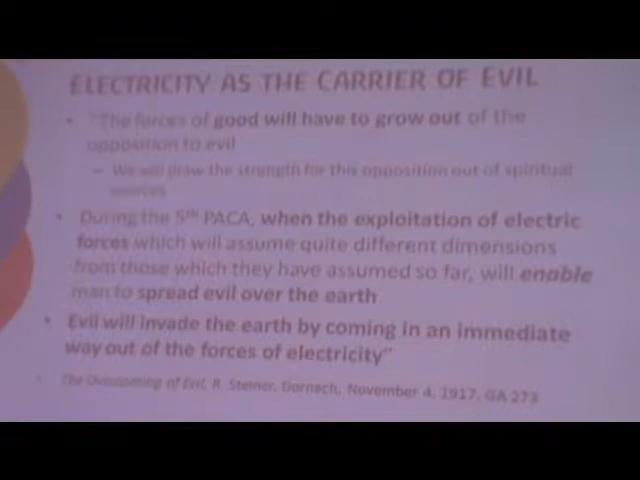 ELECTRICITY AS THE CARRIER OF EVIL
• "The forces of good will have to grow out of the
opposition to evil
– We will draw the strength for this opposition out of spiritual
sources
• During the 5TH PACA, when the exploitation of electric
forces which will assume quite different dimensions
from those which they have assumed so far, will enable
man to spread evil over the earth
• Evil will invade the earth by coming in an immediate
way out of the forces of electricity"
• The Overcoming of Evil, R. Steiner, Dornach, November 4, 1917, GA 273